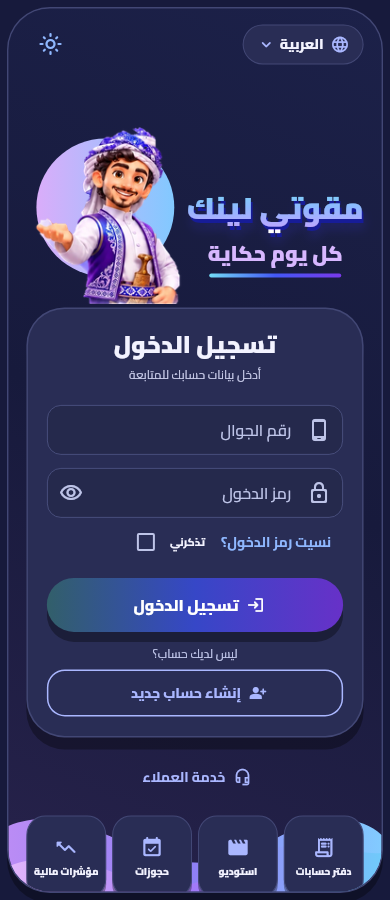 العربية
مقوتي لينك
كل يوم حكاية
تسجيل الدخول
أدخل بيانات حسابك للمتابعة
رقم الجوال
رمز الدخول
نسيت رمز الدخول؟ تذكرني
تسجيل الدخول
ليس لديك حساب؟
إنشاء حساب جديد
خدمة العملاء
دفتر حسابات استوديو حجوزات مؤشرات مالية